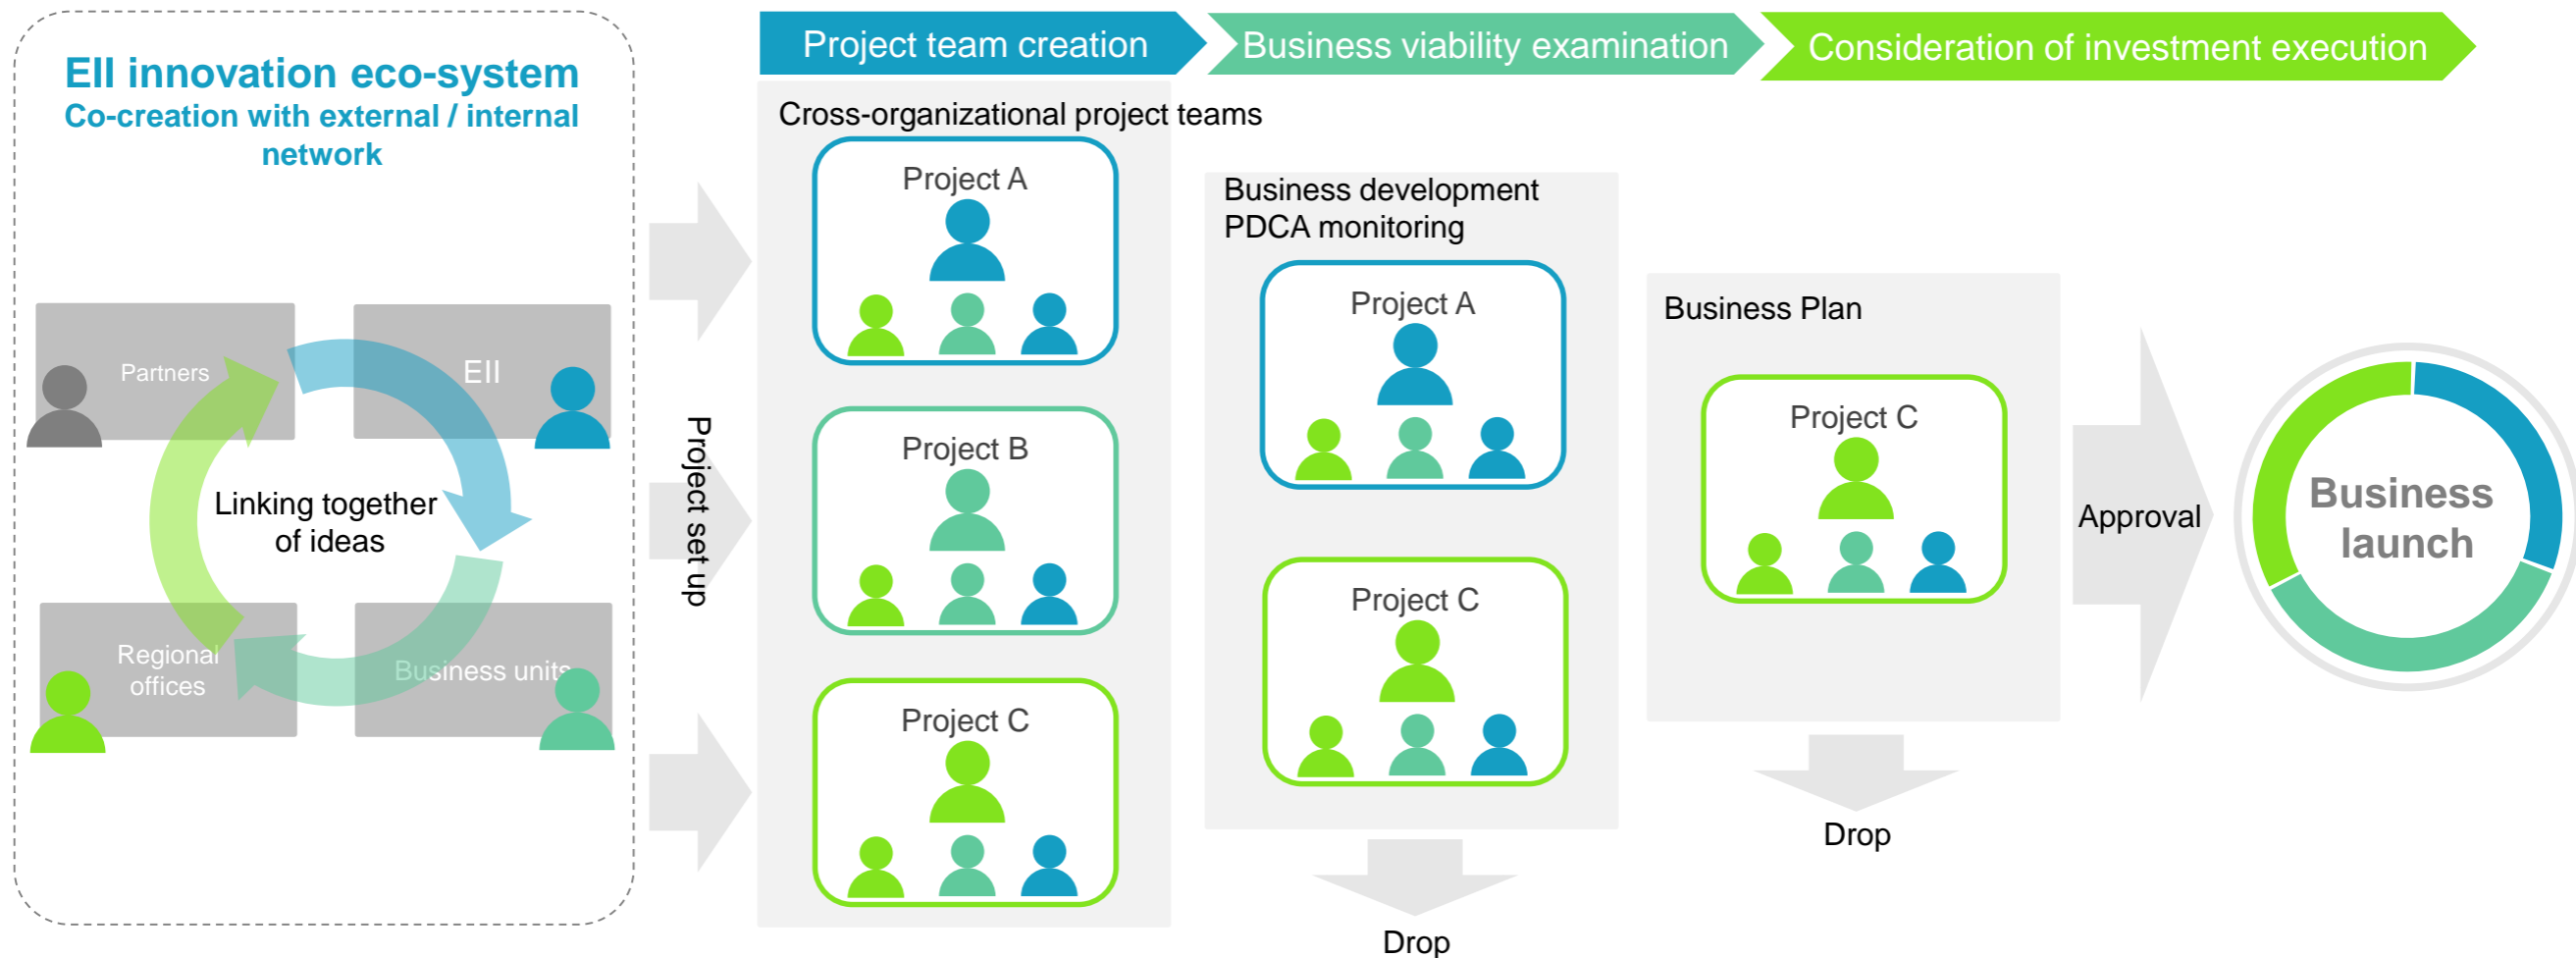 EII innovation eco-system
Co-creation with external / internal
network
Partners
EII
Linking together
of ideas
Regional
offices
Business units
Project set up
Project team creation
Business viability examination
Consideration of investment execution
Cross-organizational project teams
Project A
Project B
Project C
Business development
PDCA monitoring
Project A
Project C
Drop
Business Plan
Project C
Drop
Approval
Business
launch